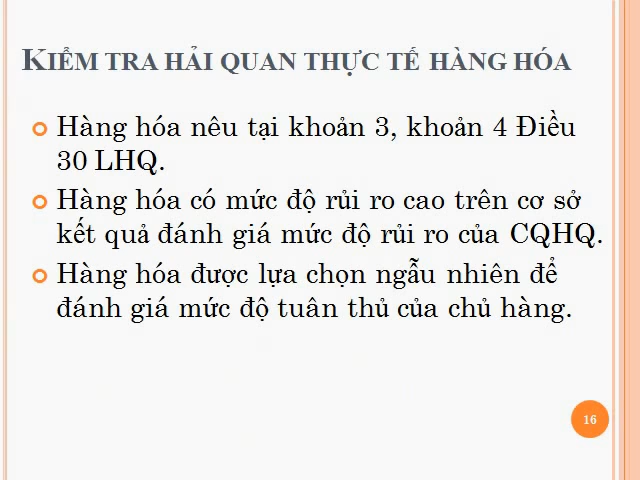 KIỂM TRA HẢI QUAN THỰC TẾ HÀNG HÓA
Hàng hóa nêu tại khoản 3, khoản 4 Điều
30 LHQ.
Hàng hóa có mức độ rủi ro cao trên cơ sở
kết quả đánh giá mức độ rủi ro của CQHQ.
Hàng hóa được lựa chọn ngẫu nhiên để
đánh giá mức độ tuân thủ của chủ hàng.
16